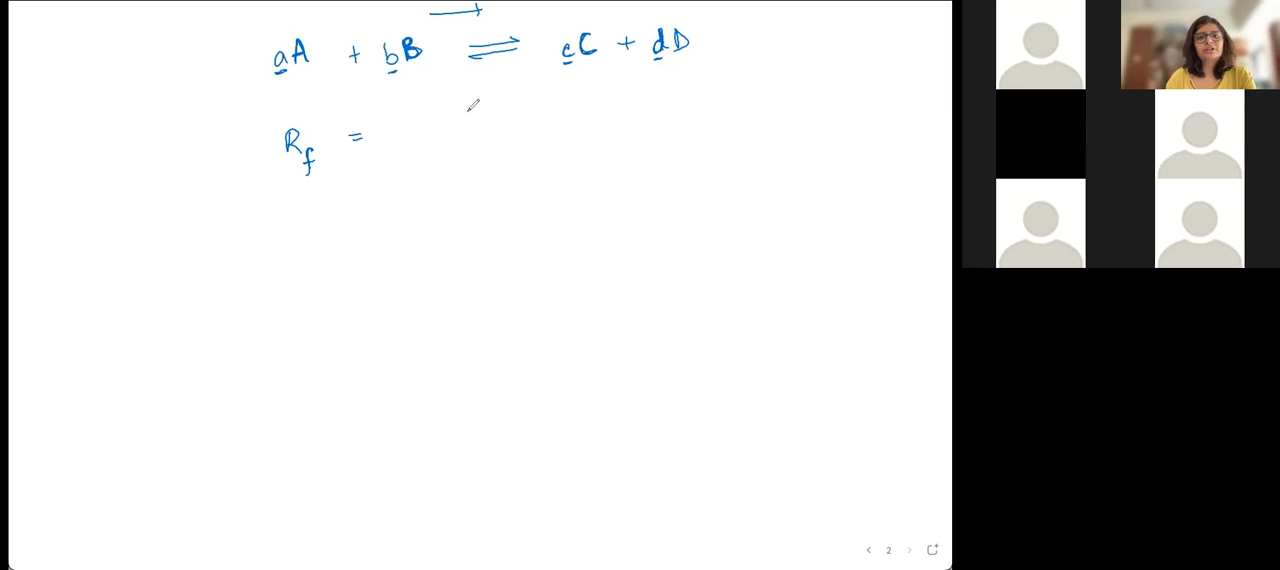 aA + bB ⇌ cC + dD
R_f =
2